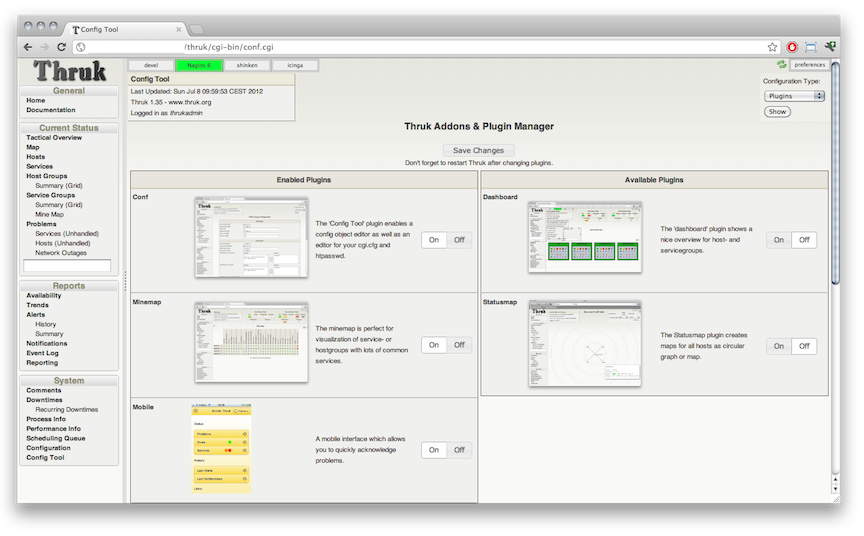 Config Tool
/thruk/cgi-bin/conf.cgi
Thruk
General
Home
Documentation
Current Status
Tactical Overview
Map
Hosts
Services
Host Groups
Summary (Grid)
Service Groups
Summary (Grid)
Mine Map
Problems
Services (Unhandled)
Hosts (Unhandled)
Network Outages
Reports
Availability
Trends
Alerts
History
Summary
Notifications
Event Log
Reporting
System
Comments
Downtimes
Recurring Downtimes
Process Info
Performance Info
Scheduling Queue
Configuration
Config Tool
devel
shinken
icinga
preferences
Config Tool
Last Updated: Sun Jul 8 09:59:53 CEST 2012
Thruk 1.35 - www.thruk.org
Logged in as thrukadmin
Configuration Type:
Plugins
Show
Thruk Addons & Plugin Manager
Save Changes
Don't forget to restart Thruk after changing plugins.
Enabled Plugins
Conf
The 'Config Tool' plugin enables a
config object editor as well as an
editor for your cgi.cfg and
htpasswd.
On Off
Minemap
The minemap is perfect for
visualization of service- or
hostgroups with lots of common
services.
On Off
Mobile
A mobile interface which allows
you to quickly acknowledge
problems.
On Off
Available Plugins
Dashboard
The 'dashboard' plugin shows a
nice overview for host- and
servicegroups.
On Off
Statusmap
The Statusmap plugin creates
maps for all hosts as circular
graph or map.
On Off